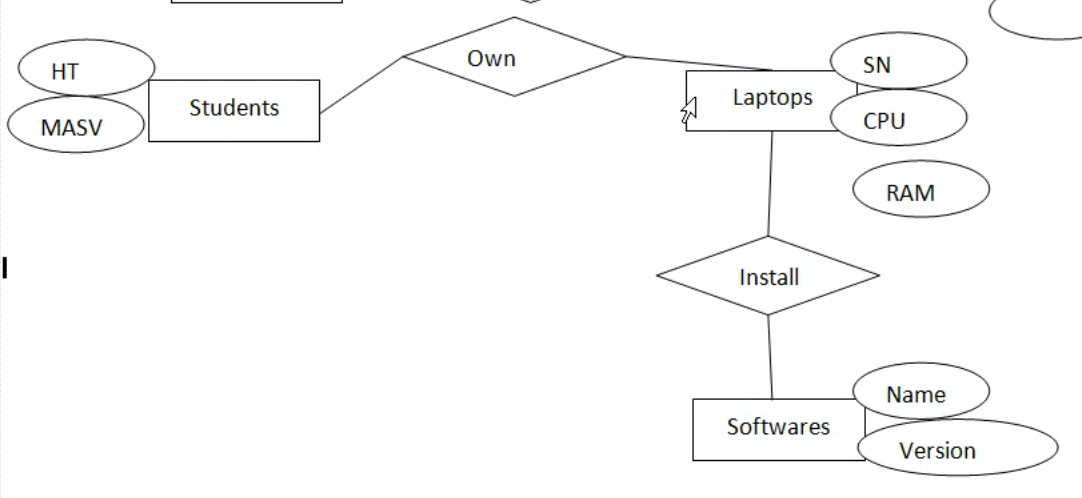 Own
HT
SN
Students
Laptops
MASV
CPU
RAM
Install
Name
Softwares
Version